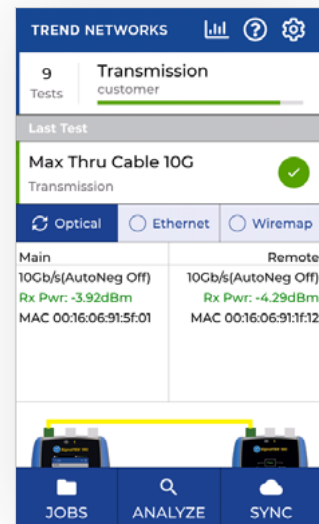 TREND NETWORKS
9
Tests
Transmission
customer
Last Test
Max Thru Cable 10G
Transmission
Optical
Ethernet
Wiremap
Main
Remote
10Gb/s(AutoNeg Off)
10Gb/s(AutoNeg Off)
Rx Pwr: -3.92dBm
Rx Pwr: -4.29dBm
MAC 00:16:06:91:5f:01
MAC 00:16:06:91:1f:12
JOBS
ANALYZE
SYNC